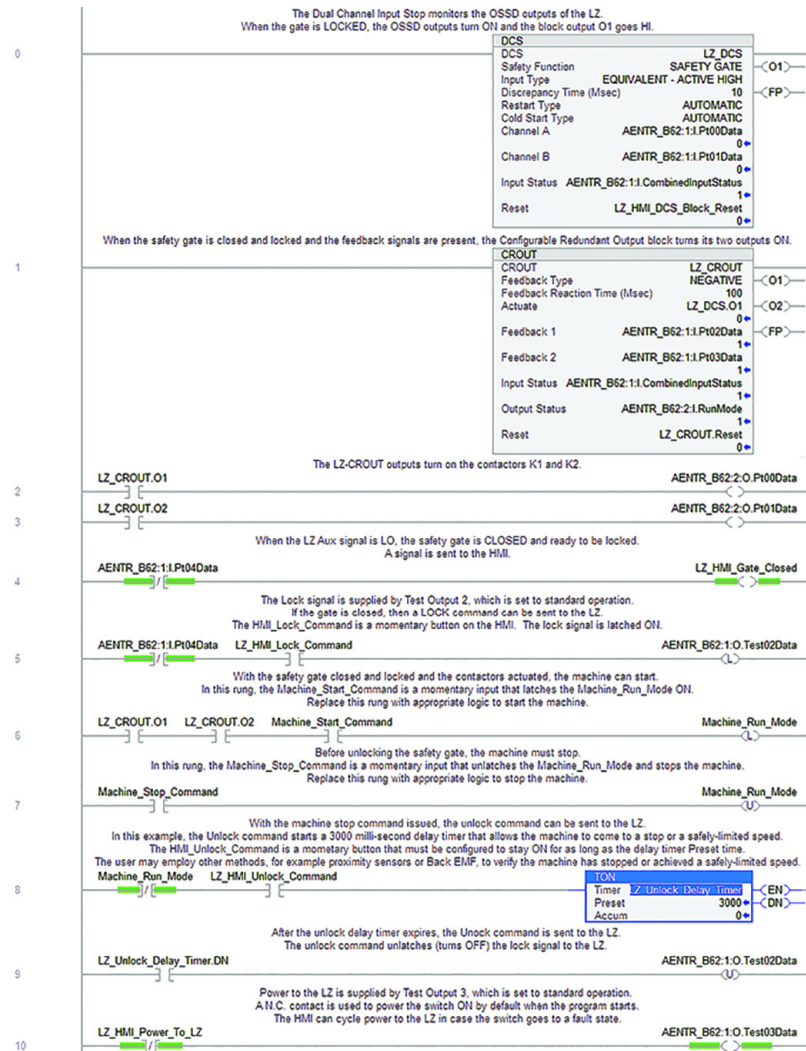 The Dual Channel Input Stop monitors the OSSD outputs of the LZ.
When the gate is LOCKED, the OSSD outputs turn ON and the block output O1 goes HI.
0
DCS
DCS LZ_DCS
Safety Function SAFETY GATE
Input Type EQUIVALENT - ACTIVE HIGH
Discrepancy Time (Msec) 10
Restart Type AUTOMATIC
Cold Start Type AUTOMATIC
Channel A AENTR_B62:1:I.Pt00Data
0
Channel B AENTR_B62:1:I.Pt01Data
0
Input Status AENTR_B62:1:I.CombinedInputStatus
1
Reset LZ_HMI_DCS_Block_Reset
0
O1
FP
When the safety gate is closed and locked and the feedback signals are present, the Configurable Redundant Output block turns its two outputs ON.
1
CROUT
CROUT LZ_CROUT
Feedback Type NEGATIVE
Feedback Reaction Time (Msec) 100
Actuate LZ_DCS.O1
0
Feedback 1 AENTR_B62:1:I.Pt02Data
1
Feedback 2 AENTR_B62:1:I.Pt03Data
1
Input Status AENTR_B62:1:I.CombinedInputStatus
1
Output Status AENTR_B62:2:I.RunMode
1
Reset LZ_CROUT.Reset
0
O1
O2
FP
The LZ-CROUT outputs turn on the contactors K1 and K2.
LZ_CROUT.O1 AENTR_B62:2:O.Pt00Data
2
LZ_CROUT.O2 AENTR_B62:2:O.Pt01Data
3
When the LZ Aux signal is LO, the safety gate is CLOSED and ready to be locked.
A signal is sent to the HMI.
AENTR_B62:1:I.Pt04Data LZ_HMI_Gate_Closed
4
The Lock signal is supplied by Test Output 2, which is set to standard operation.
If the gate is closed, then a LOCK command can be sent to the LZ.
The HMI_Lock_Command is a momentary button on the HMI. The lock signal is latched ON.
AENTR_B62:1:I.Pt04Data LZ_HMI_Lock_Command AENTR_B62:1:O.Test02Data
5 L
With the safety gate closed and locked and the contactors actuated, the machine can start.
In this rung, the Machine_Start_Command is a momentary input that latches the Machine_Run_Mode ON.
Replace this rung with appropriate logic to start the machine.
LZ_CROUT.O1 LZ_CROUT.O2 Machine_Start_Command Machine_Run_Mode
6 L
Before unlocking the safety gate, the machine must stop.
In this rung, the Machine_Stop_Command is a momentary input that unlatches the Machine_Run_Mode and stops the machine.
Replace this rung with appropriate logic to stop the machine.
Machine_Stop_Command Machine_Run_Mode
7 U
With the machine stop command issued, the unlock command can be sent to the LZ.
In this example, the Unlock command starts a 3000 milli-second delay timer that allows the machine to come to a stop or a safely-limited speed.
The HMI_Unlock_Command is a mometary button that must be configured to stay ON for as long as the delay timer Preset time.
The user may employ other methods, for example proximity sensors or Back EMF, to verify the machine has stopped or achieved a safely-limited speed.
Machine_Run_Mode LZ_HMI_Unlock_Command
8
TON
Timer LZ_Unlock_Delay_Timer
Preset 3000
Accum 0
EN
DN
After the unlock delay timer expires, the Unock command is sent to the LZ.
The unlock command unlatches (turns OFF) the lock signal to the LZ.
LZ_Unlock_Delay_Timer.DN AENTR_B62:1:O.Test02Data
9 U
Power to the LZ is supplied by Test Output 3, which is set to standard operation.
A N.C. contact is used to power the switch ON by default when the program starts.
The HMI can cycle power to the LZ in case the switch goes to a fault state.
LZ_HMI_Power_To_LZ AENTR_B62:1:O.Test03Data
10